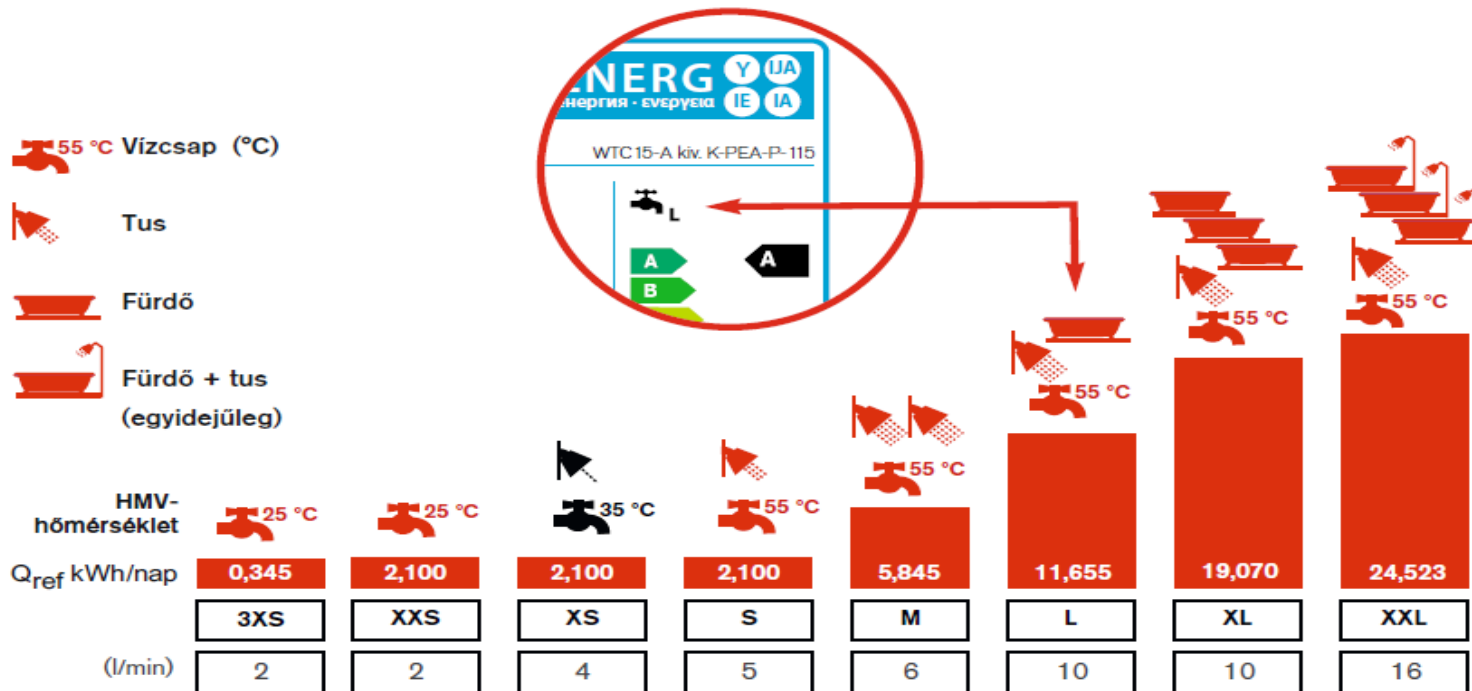 ENERG Y IJA
енергия · ενεργεια IE IA
WTC15-A kiv. K-PEA-P-115
L
A
A
B
55 °C Vízcsap (°C)
Tus
Fürdő
Fürdő + tus
(egyidejűleg)
HMV-
hőmérséklet
25 °C 25 °C 35 °C 55 °C 55 °C 55 °C 55 °C 55 °C
Qref kWh/nap 0,345 2,100 2,100 2,100 5,845 11,655 19,070 24,523
3XS XXS XS S M L XL XXL
(l/min) 2 2 4 5 6 10 10 16